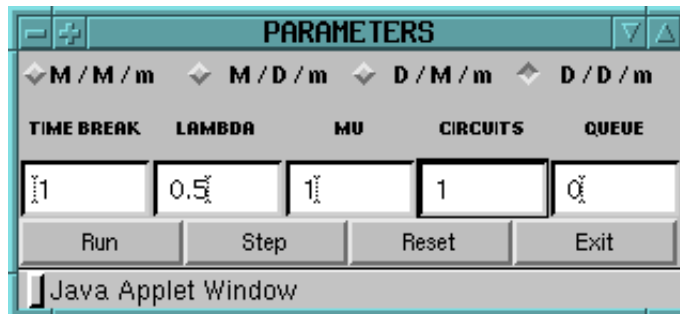 PARAMETERS
M/M/m M/D/m D/M/m D/D/m
TIME BREAK LAMBDA MU CIRCUITS QUEUE
1 0.5 1 1 0
Run Step Reset Exit
Java Applet Window